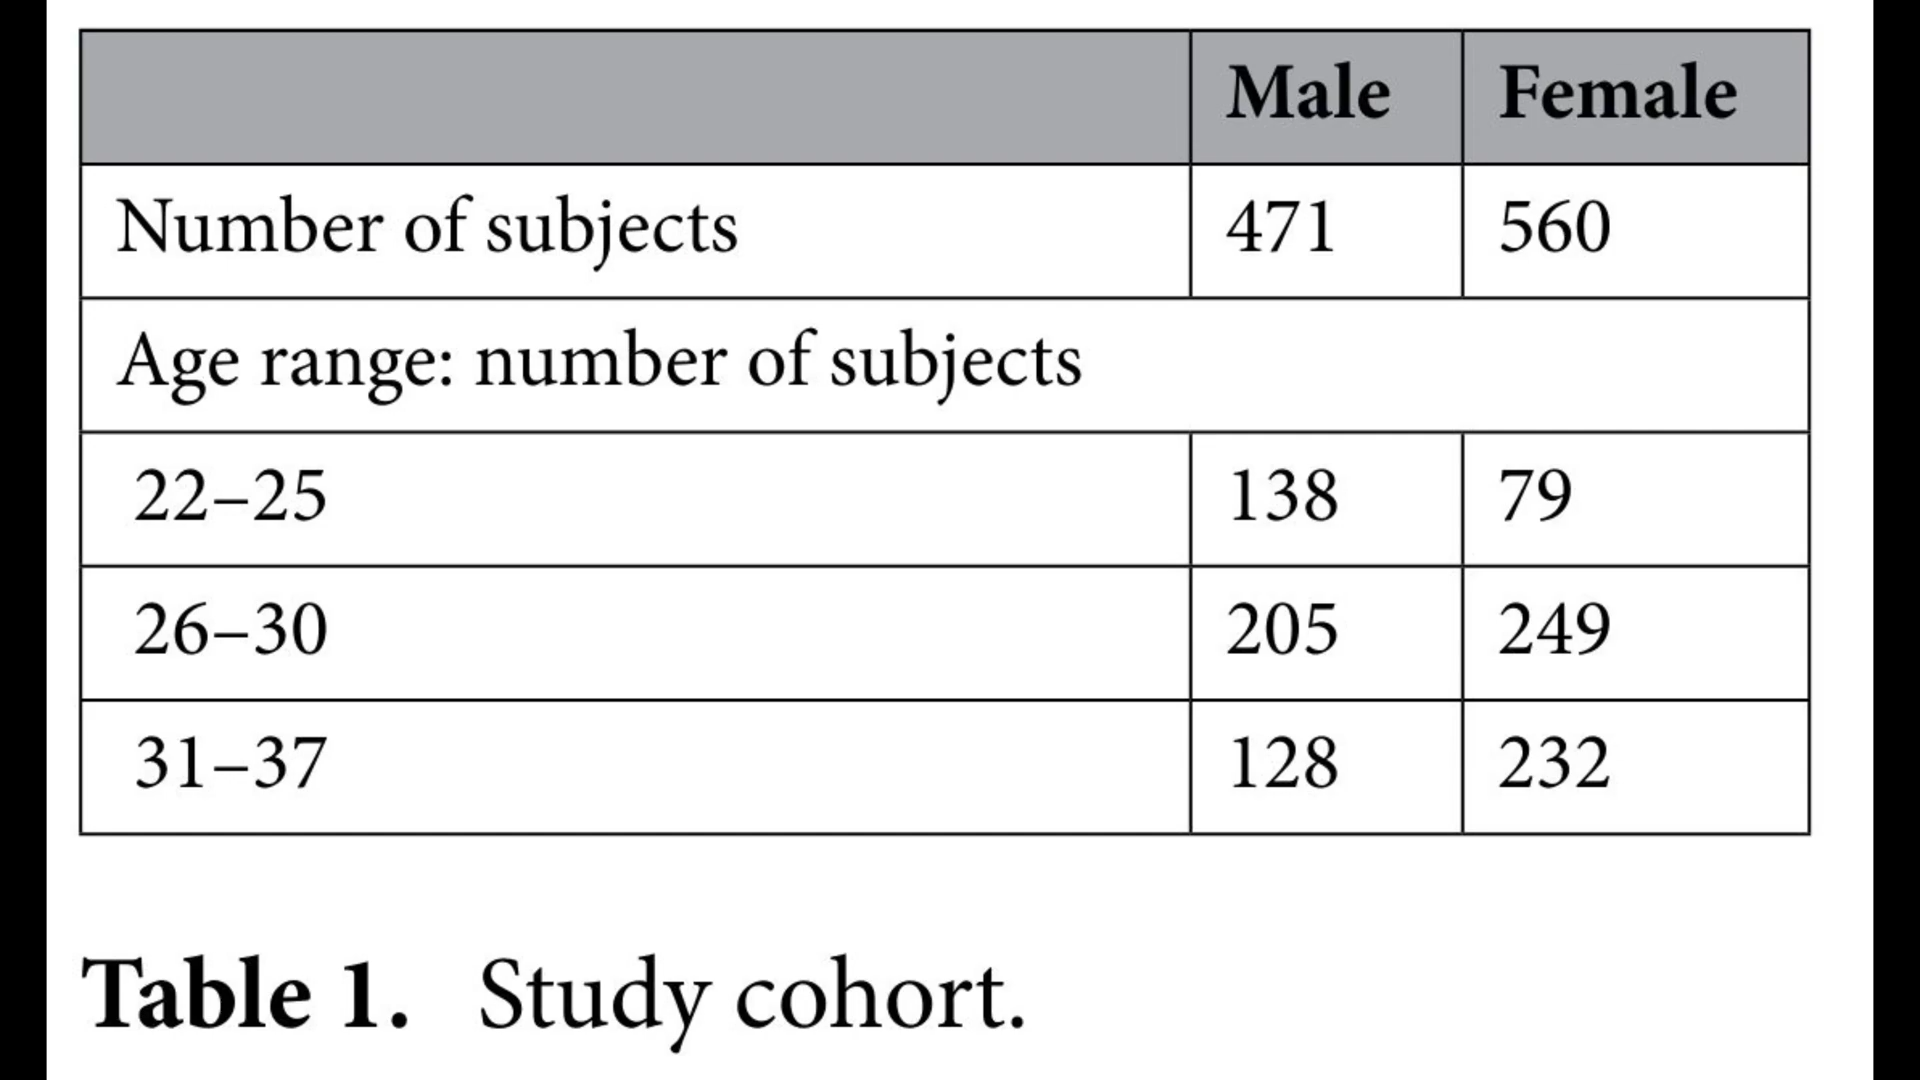 Male Female
Number of subjects 471 560
Age range: number of subjects
22–25 138 79
26–30 205 249
31–37 128 232
Table 1. Study cohort.